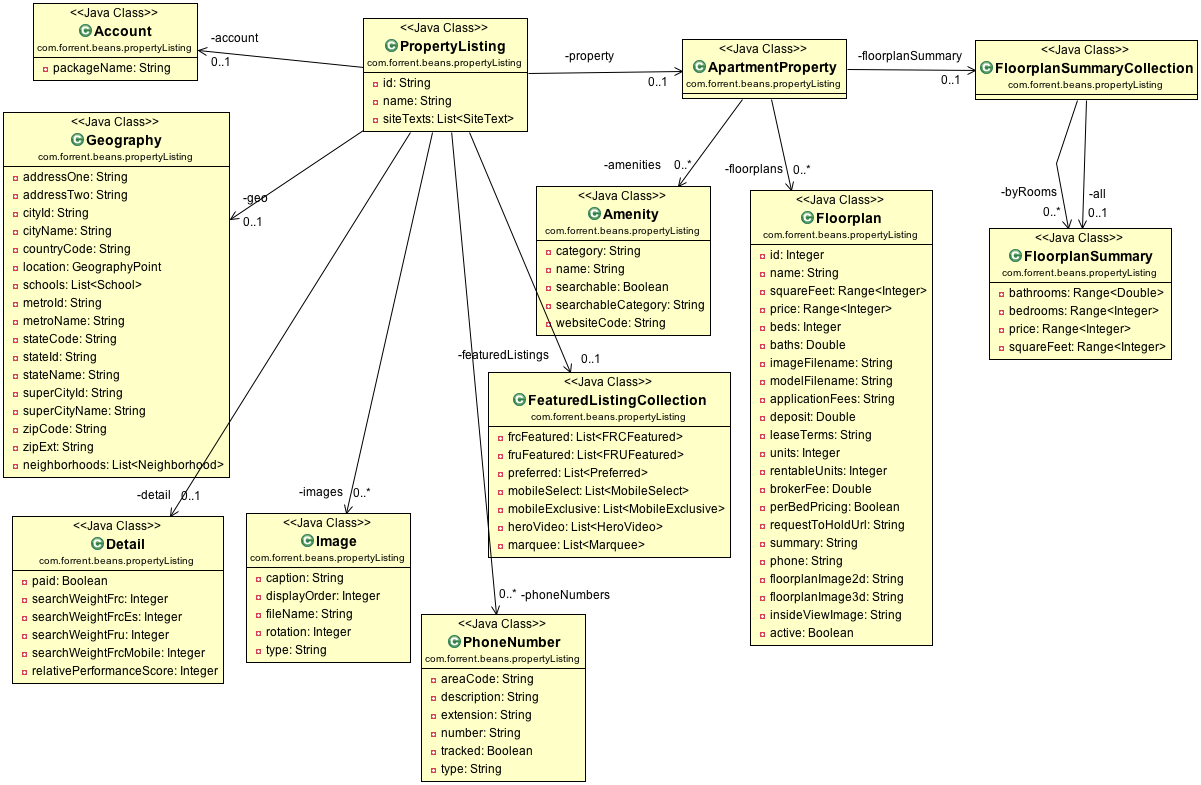 <<Java Class>>
Account
com.forrent.beans.propertyListing
packageName: String
-account
0..1
<<Java Class>>
PropertyListing
com.forrent.beans.propertyListing
id: String
name: String
siteTexts: List<SiteText>
-property
0..1
<<Java Class>>
ApartmentProperty
com.forrent.beans.propertyListing
-floorplanSummary
0..1
<<Java Class>>
FloorplanSummaryCollection
com.forrent.beans.propertyListing
<<Java Class>>
Geography
com.forrent.beans.propertyListing
addressOne: String
addressTwo: String
cityId: String
cityName: String
countryCode: String
location: GeographyPoint
schools: List<School>
metroId: String
metroName: String
stateCode: String
stateId: String
stateName: String
superCityId: String
superCityName: String
zipCode: String
zipExt: String
neighborhoods: List<Neighborhood>
-geo
0..1
-amenities
0..*
-floorplans
0..*
-byRooms
0..*
-all
0..1
<<Java Class>>
Amenity
com.forrent.beans.propertyListing
category: String
name: String
searchable: Boolean
searchableCategory: String
websiteCode: String
<<Java Class>>
Floorplan
com.forrent.beans.propertyListing
id: Integer
name: String
squareFeet: Range<Integer>
price: Range<Integer>
beds: Integer
baths: Double
imageFilename: String
modelFilename: String
applicationFees: String
deposit: Double
leaseTerms: String
units: Integer
rentableUnits: Integer
brokerFee: Double
perBedPricing: Boolean
requestToHoldUrl: String
summary: String
phone: String
floorplanImage2d: String
floorplanImage3d: String
insideViewImage: String
active: Boolean
<<Java Class>>
FloorplanSummary
com.forrent.beans.propertyListing
bathrooms: Range<Double>
bedrooms: Range<Integer>
price: Range<Integer>
squareFeet: Range<Integer>
-featuredListings
0..1
<<Java Class>>
FeaturedListingCollection
com.forrent.beans.propertyListing
frcFeatured: List<FRCFeatured>
fruFeatured: List<FRUFeatured>
preferred: List<Preferred>
mobileSelect: List<MobileSelect>
mobileExclusive: List<MobileExclusive>
heroVideo: List<HeroVideo>
marquee: List<Marquee>
-detail
0..1
<<Java Class>>
Detail
com.forrent.beans.propertyListing
paid: Boolean
searchWeightFrc: Integer
searchWeightFrcEs: Integer
searchWeightFru: Integer
searchWeightFrcMobile: Integer
relativePerformanceScore: Integer
-images
0..*
<<Java Class>>
Image
com.forrent.beans.propertyListing
caption: String
displayOrder: Integer
fileName: String
rotation: Integer
type: String
0..*
-phoneNumbers
<<Java Class>>
PhoneNumber
com.forrent.beans.propertyListing
areaCode: String
description: String
extension: String
number: String
tracked: Boolean
type: String